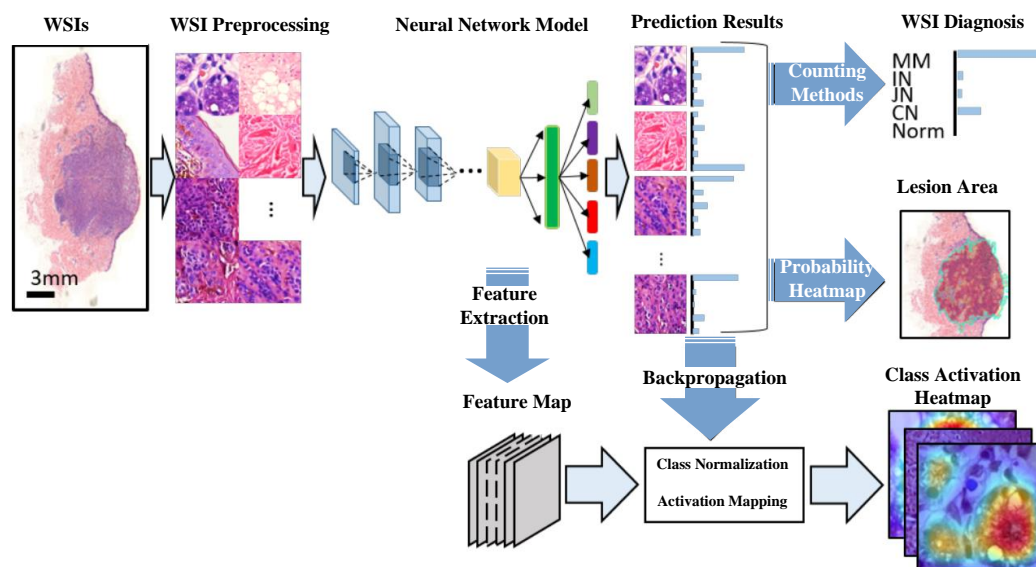 WSIs
WSI Preprocessing
Neural Network Model
Prediction Results
WSI Diagnosis
Counting
Methods
MM
IN
JN
CN
Norm
3mm
Lesion Area
Probability
Heatmap
Feature
Extraction
Backpropagation
Feature Map
Class Activation
Heatmap
Class Normalization
Activation Mapping